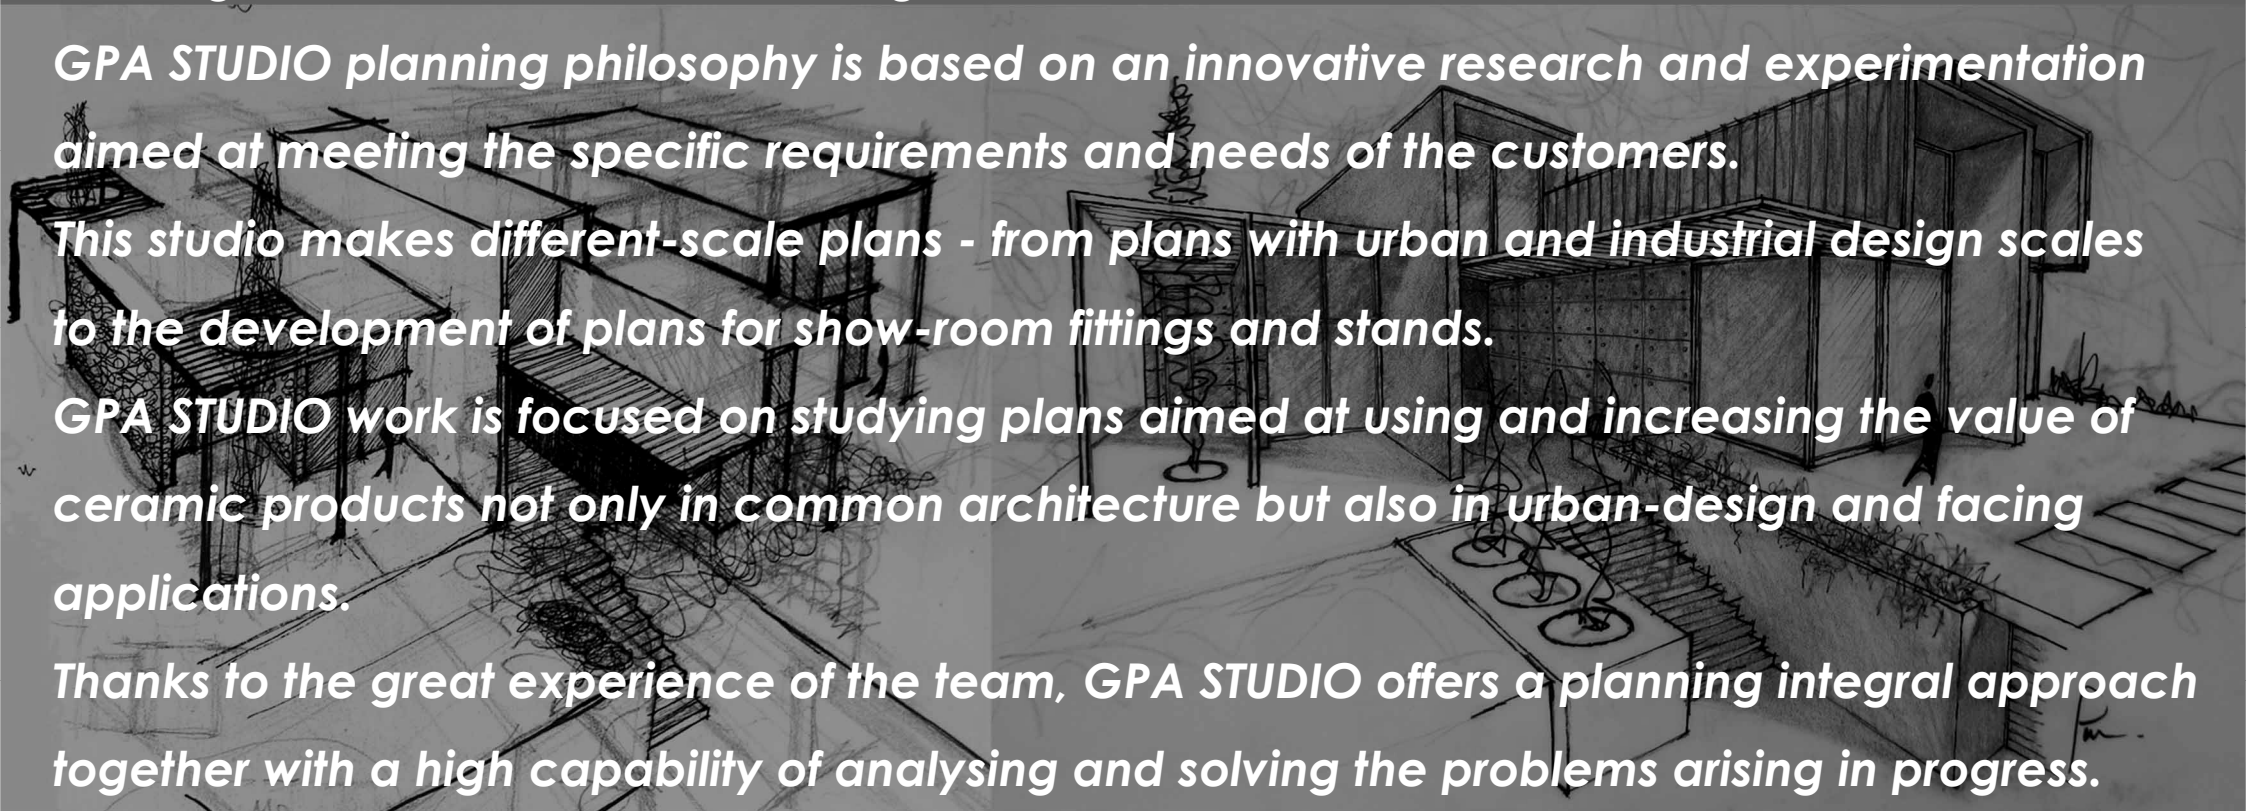 GPA STUDIO planning philosophy is based on an innovative research and experimentation
aimed at meeting the specific requirements and needs of the customers.
This studio makes different-scale plans - from plans with urban and industrial design scales
to the development of plans for show-room fittings and stands.
GPA STUDIO work is focused on studying plans aimed at using and increasing the value of
ceramic products not only in common architecture but also in urban-design and facing
applications.
Thanks to the great experience of the team, GPA STUDIO offers a planning integral approach
together with a high capability of analysing and solving the problems arising in progress.